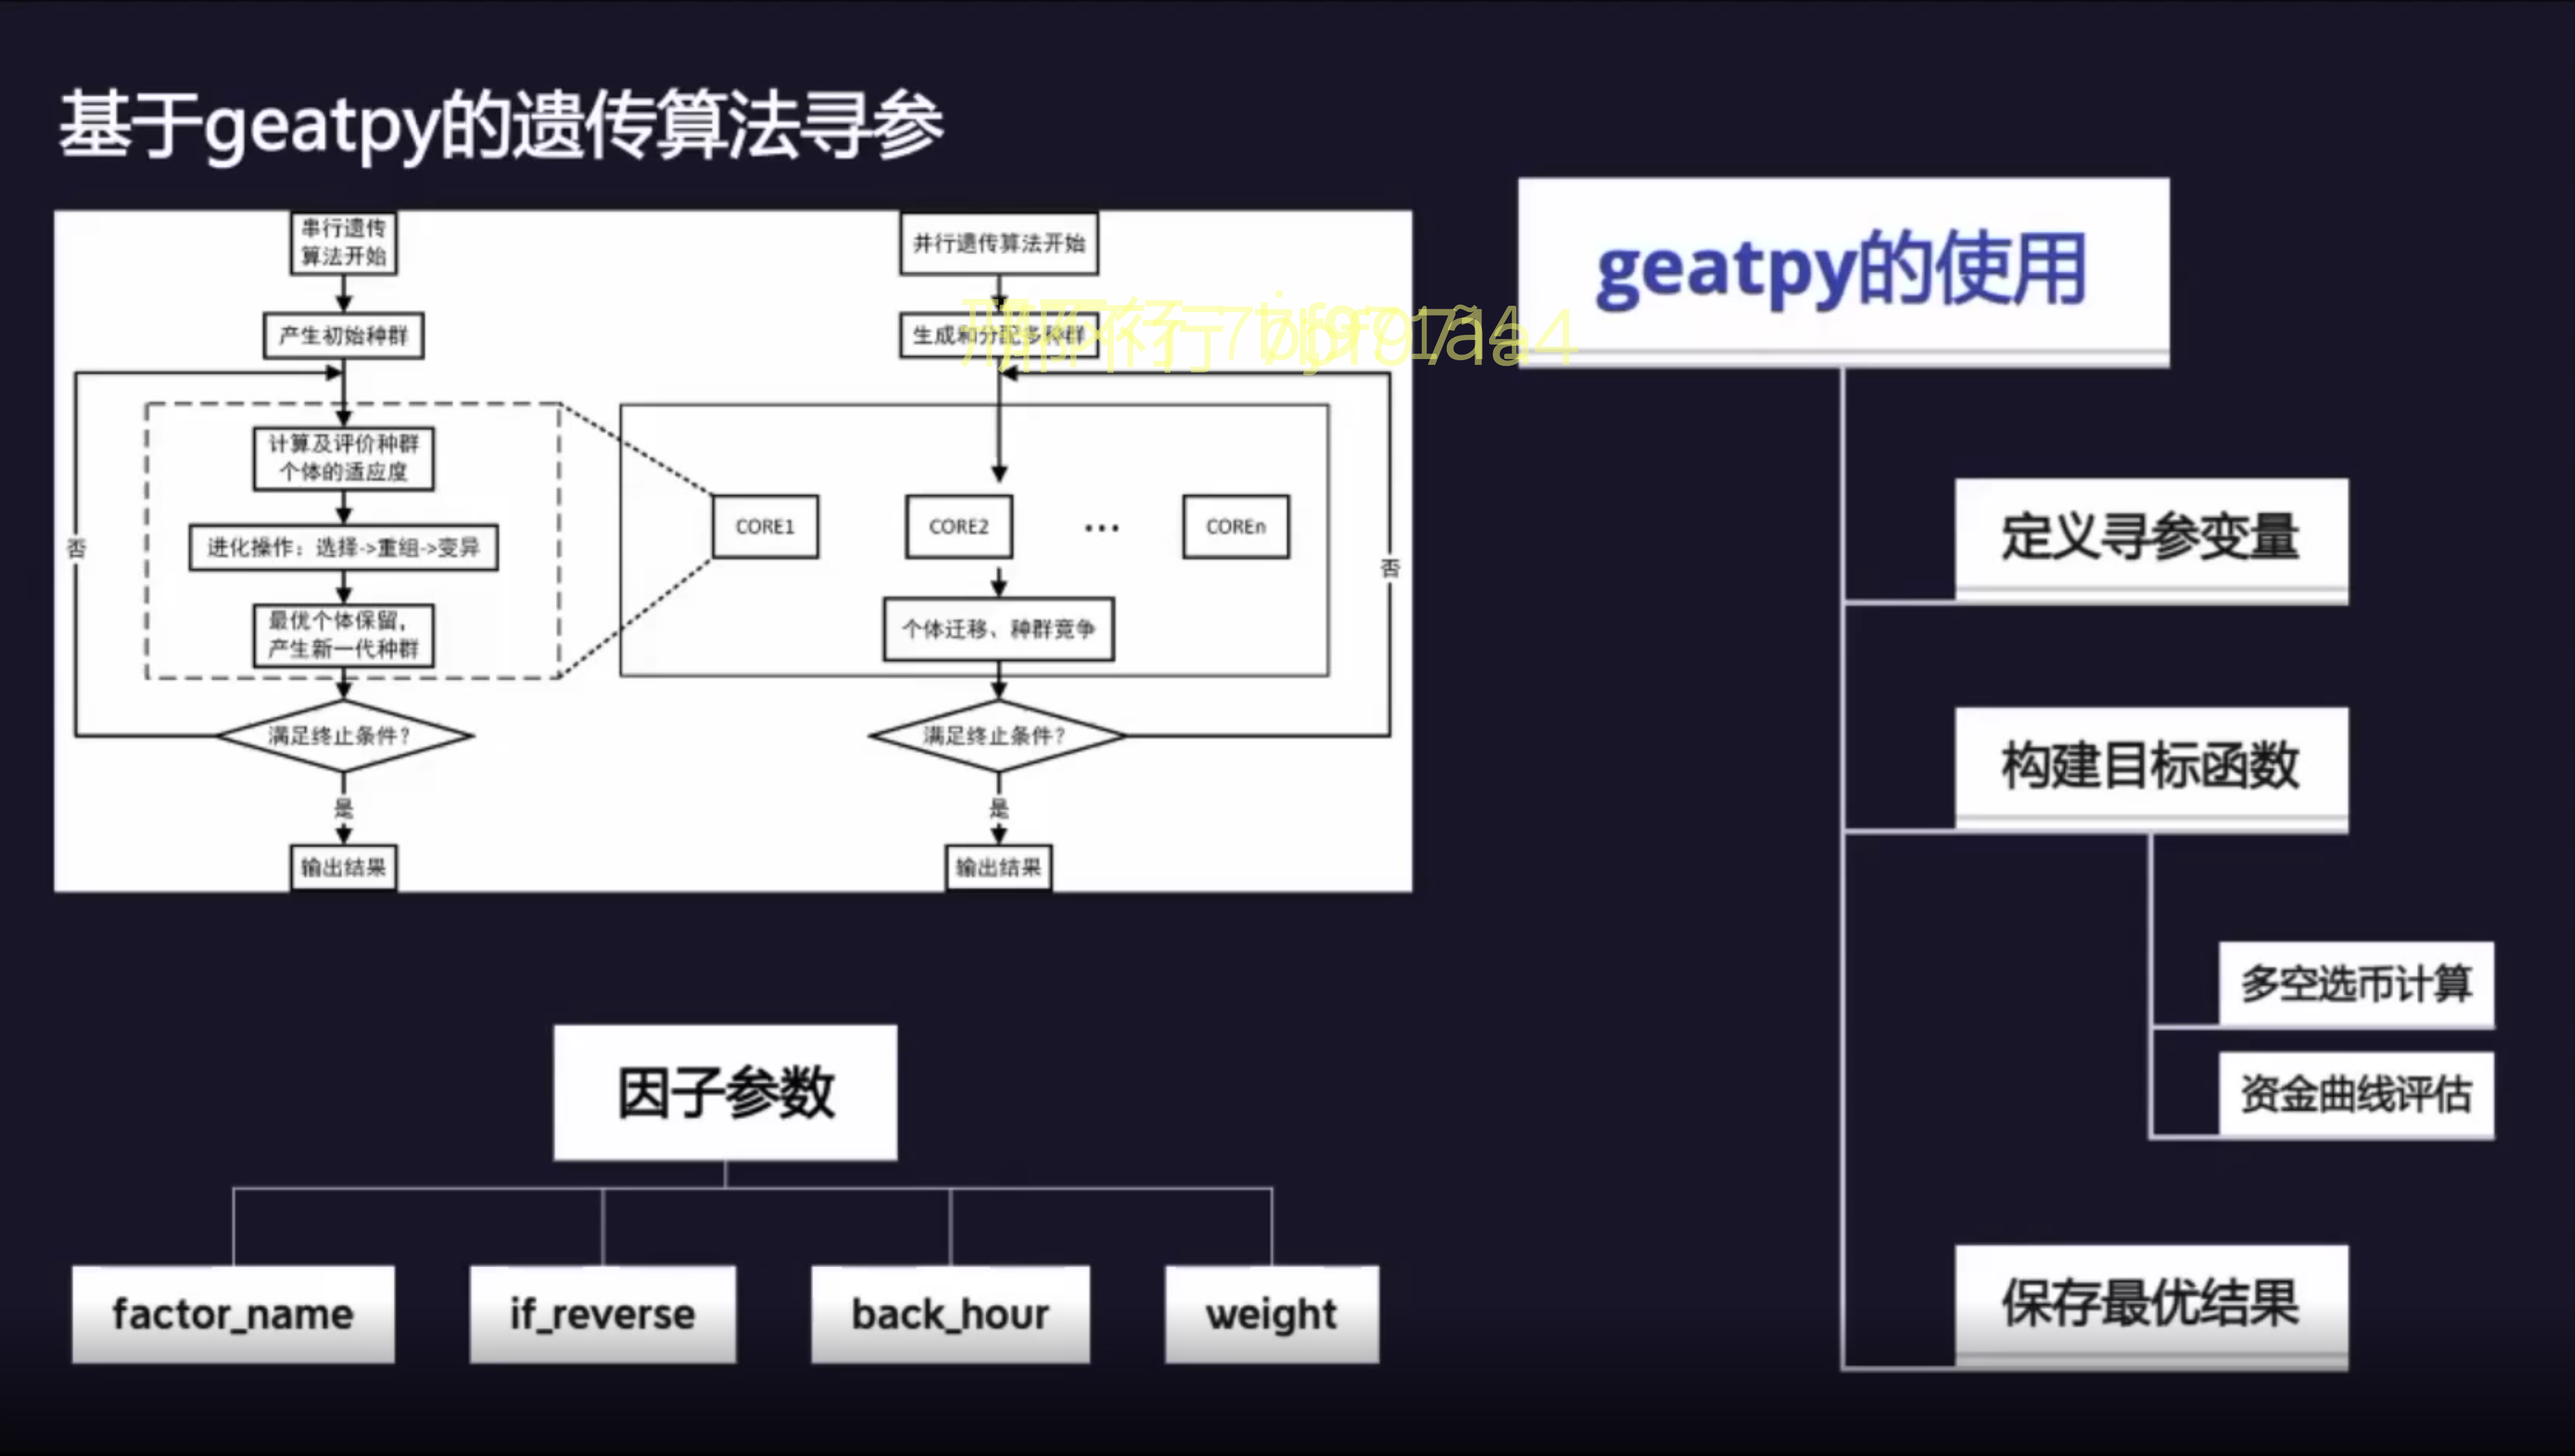 基于geatpy的遗传算法寻参
串行遗传
算法开始
产生初始种群
计算及评价种群
个体的适应度
进化操作：选择->重组->变异
最优个体保留，
产生新一代种群
满足终止条件？
否
是
输出结果
并行遗传算法开始
生成和分配多种群
CORE1
CORE2
...
COREn
个体迁移、种群竞争
满足终止条件？
否
是
输出结果
因子参数
factor_name
if_reverse
back_hour
weight
geatpy的使用
定义寻参变量
构建目标函数
多空选币计算
资金曲线评估
保存最优结果